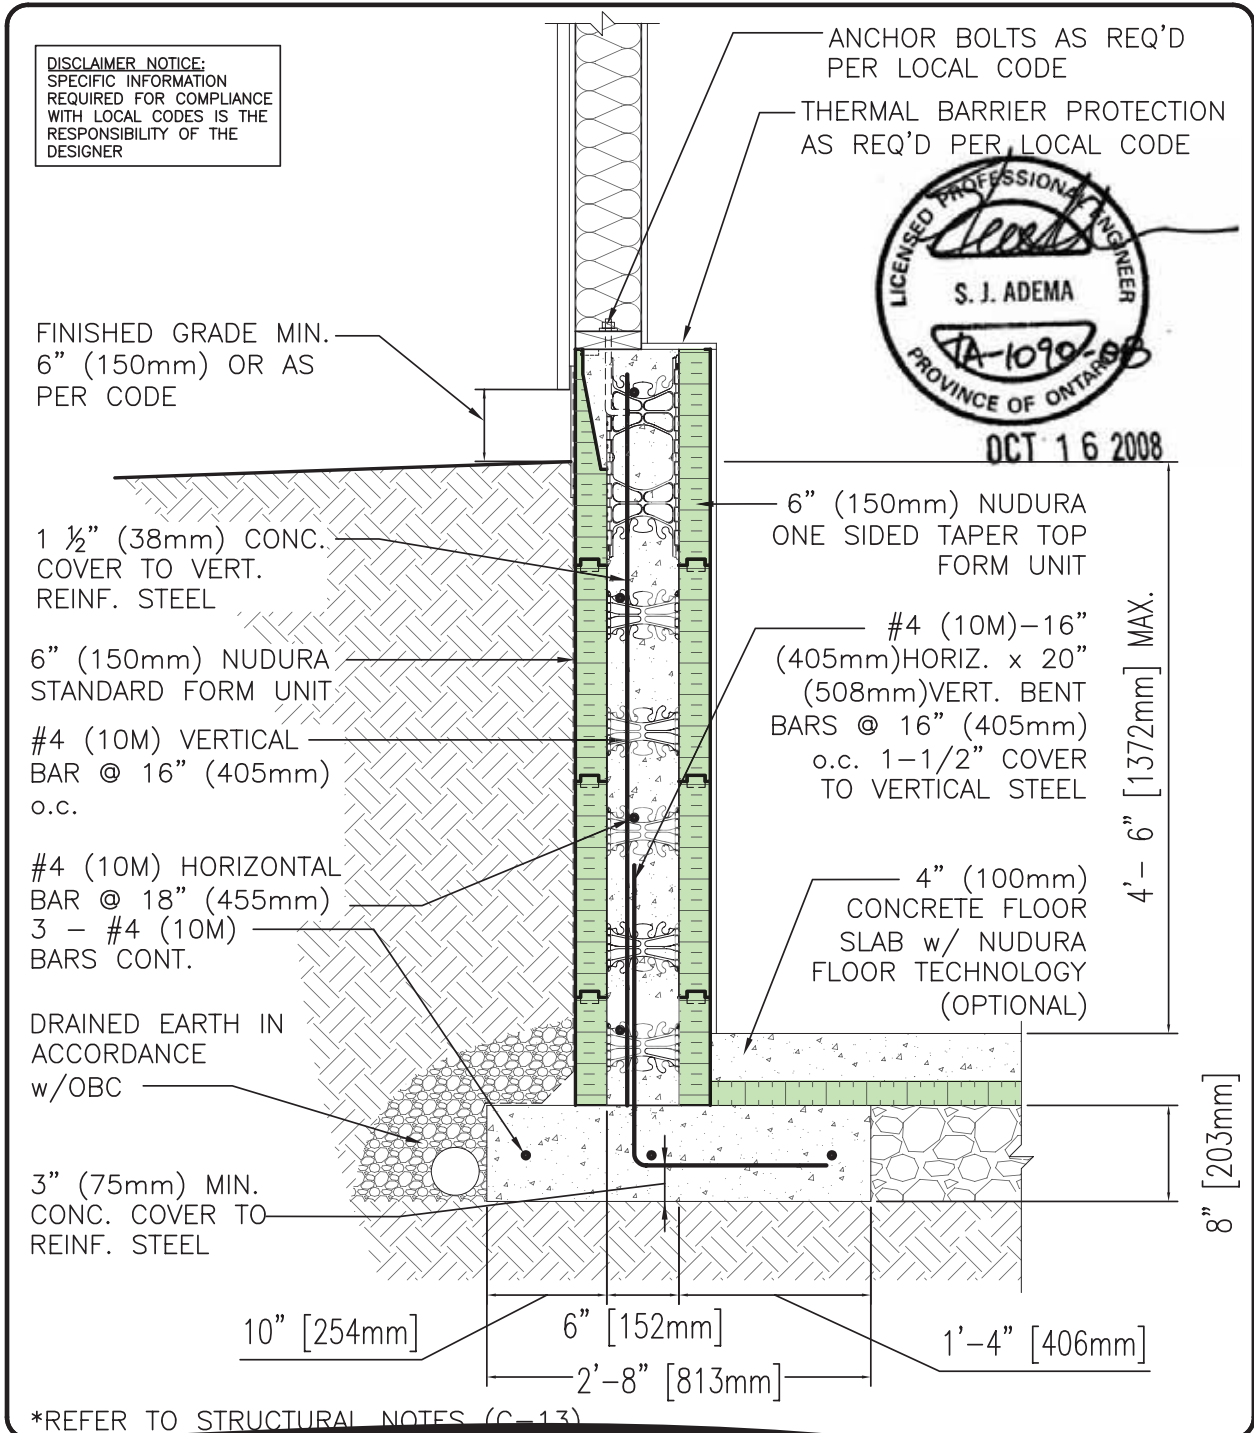 DISCLAIMER NOTICE:
SPECIFIC INFORMATION
REQUIRED FOR COMPLIANCE
WITH LOCAL CODES IS THE
RESPONSIBILITY OF THE
DESIGNER
ANCHOR BOLTS AS REQ'D
PER LOCAL CODE
THERMAL BARRIER PROTECTION
AS REQ'D PER LOCAL CODE
LICENSED PROFESSIONAL ENGINEER
S. J. ADEMA
TA-1090-08
PROVINCE OF ONTARIO
OCT 16 2008
FINISHED GRADE MIN.
6" (150mm) OR AS
PER CODE
1 ½" (38mm) CONC.
COVER TO VERT.
REINF. STEEL
6" (150mm) NUDURA
STANDARD FORM UNIT
#4 (10M) VERTICAL
BAR @ 16" (405mm)
o.c.
#4 (10M) HORIZONTAL
BAR @ 18" (455mm)
3 - #4 (10M)
BARS CONT.
DRAINED EARTH IN
ACCORDANCE
w/OBC
3" (75mm) MIN.
CONC. COVER TO
REINF. STEEL
6" (150mm) NUDURA
ONE SIDED TAPER TOP
FORM UNIT
#4 (10M)-16"
(405mm)HORIZ. x 20"
(508mm)VERT. BENT
BARS @ 16" (405mm)
o.c. 1-1/2" COVER
TO VERTICAL STEEL
4" (100mm)
CONCRETE FLOOR
SLAB w/ NUDURA
FLOOR TECHNOLOGY
(OPTIONAL)
4'- 6" [1372mm] MAX.
8" [203mm]
10" [254mm]
6" [152mm]
1'-4" [406mm]
2'-8" [813mm]
*REFER TO STRUCTURAL NOTES (C-13)